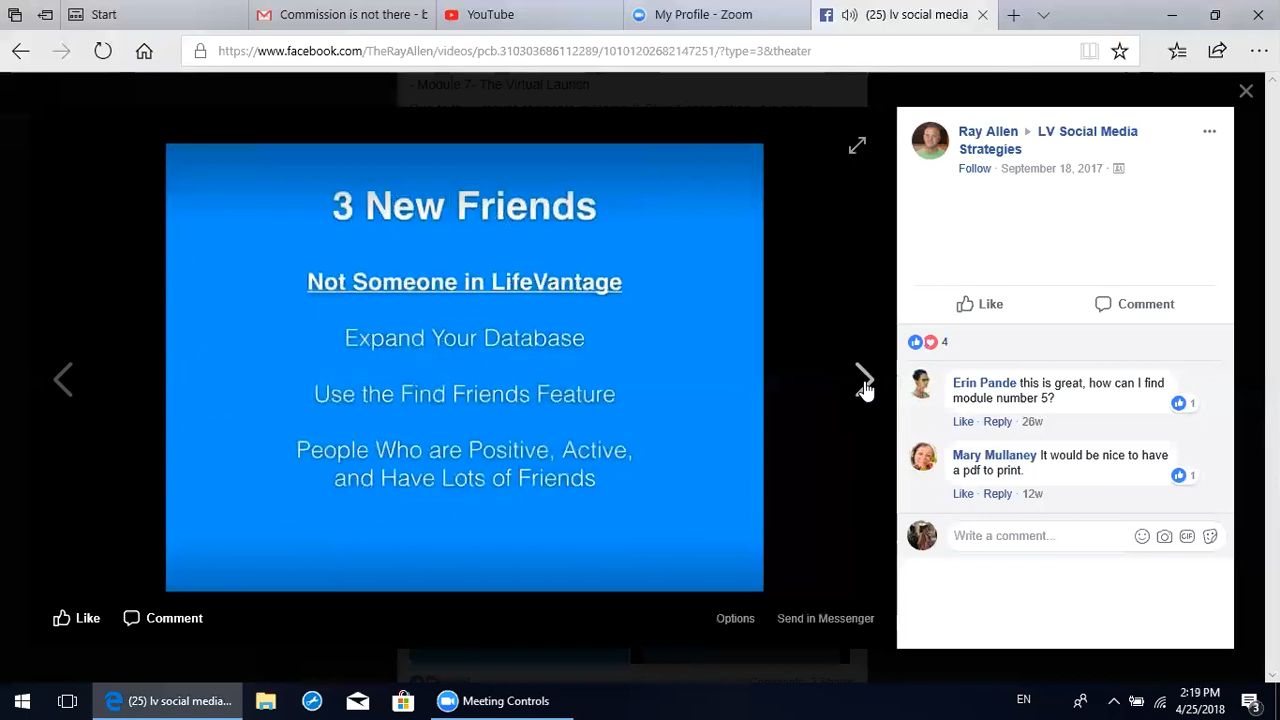 Start
Commission is not there - E
YouTube
My Profile - Zoom
(25) lv social media
https://www.facebook.com/TheRayAllen/videos/pcb.310303686112289/10101202682147251/?type=3&theater
- Module 7- The Virtual Launch
3 New Friends
Not Someone in LifeVantage
Expand Your Database
Use the Find Friends Feature
People Who are Positive, Active,
and Have Lots of Friends
Like Comment
Options Send in Messenger
Ray Allen LV Social Media
Strategies
Follow · September 18, 2017 ·
Like Comment
4
Erin Pande this is great, how can I find
module number 5?
1
Like · Reply · 26w
Mary Mullaney It would be nice to have
a pdf to print.
1
Like · Reply · 12w
Write a comment...
GIF
(25) lv social media...
Meeting Controls
EN
2:19 PM
4/25/2018
3